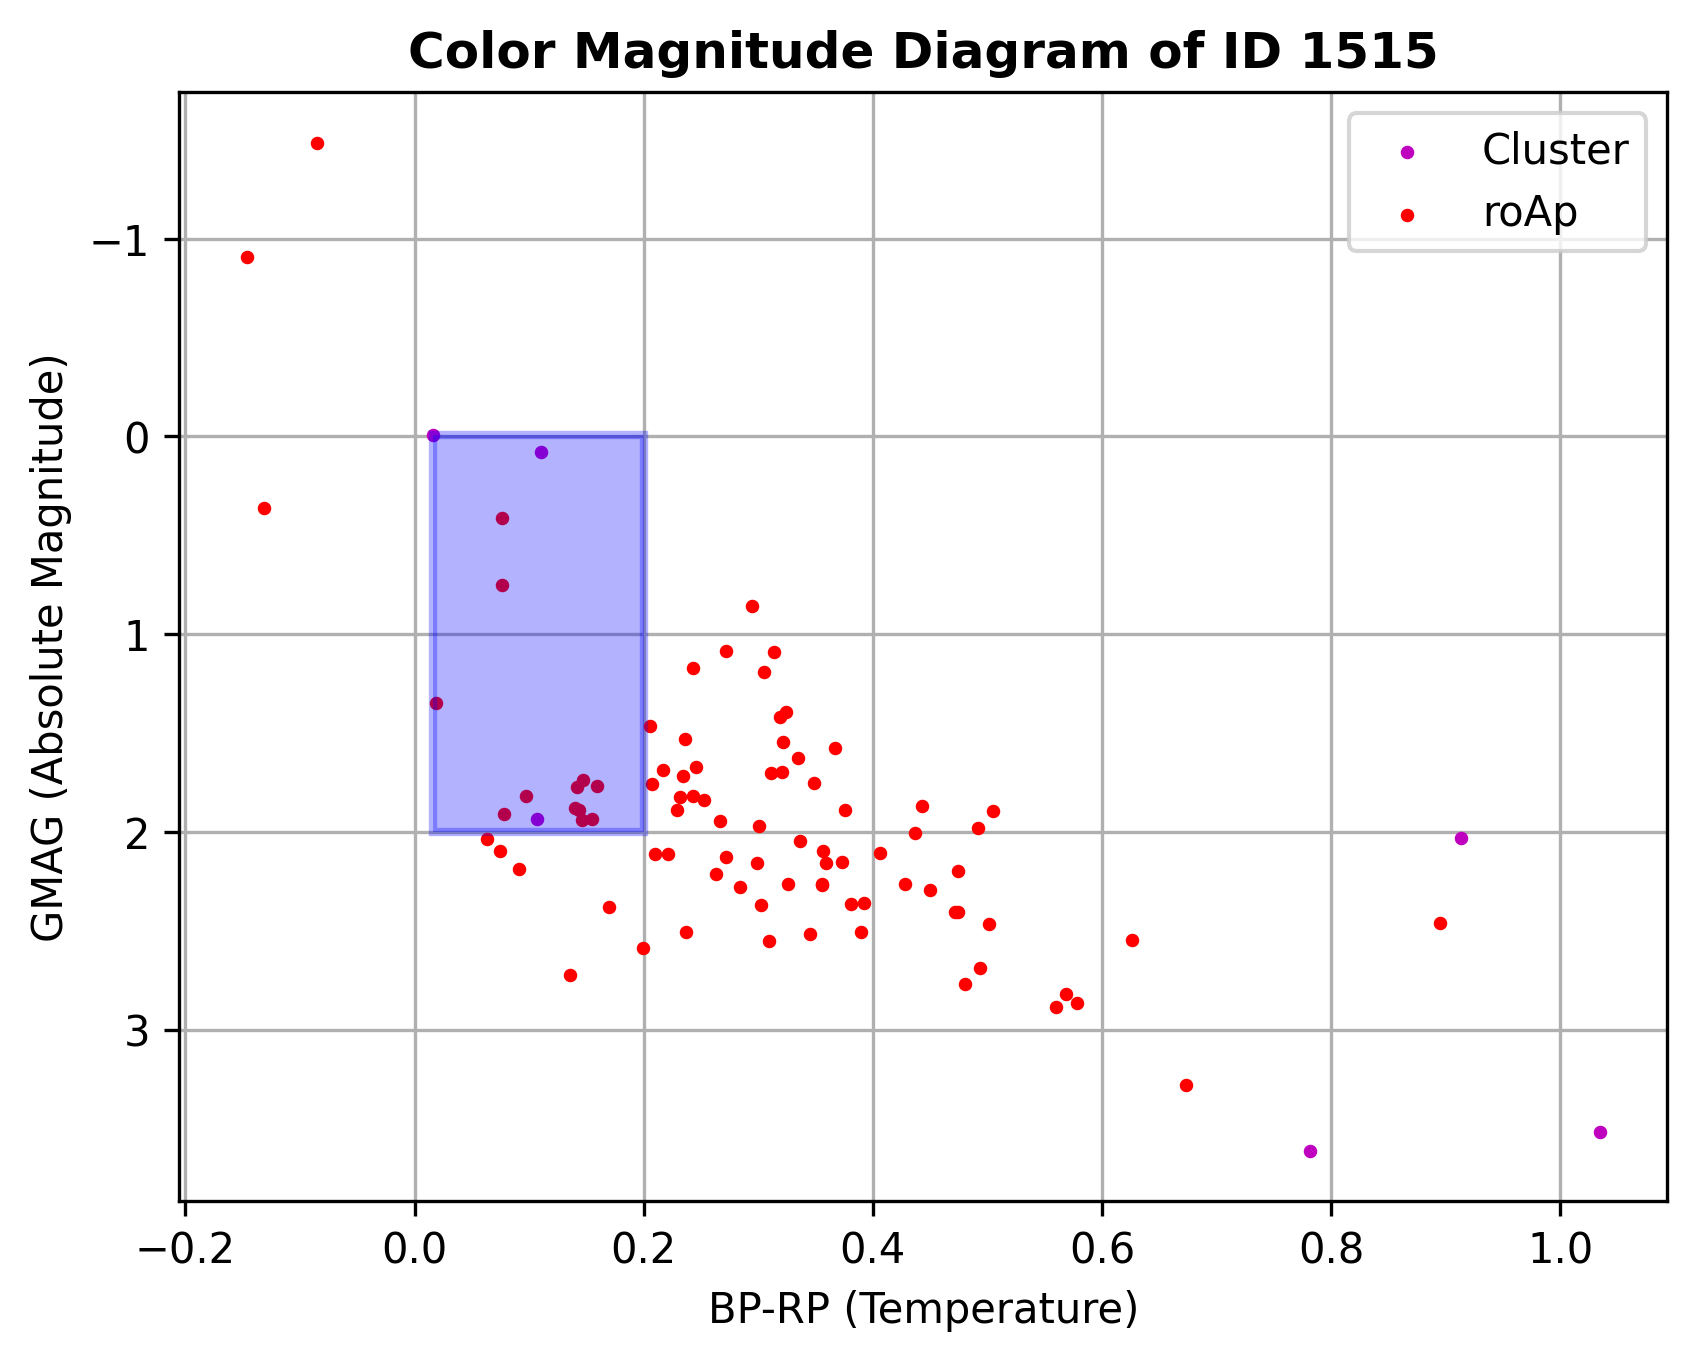 Color Magnitude Diagram of ID 1515
Cluster
roAp
GMAG (Absolute Magnitude)
−1
0
1
2
3
−0.2 0.0 0.2 0.4 0.6 0.8 1.0
BP-RP (Temperature)